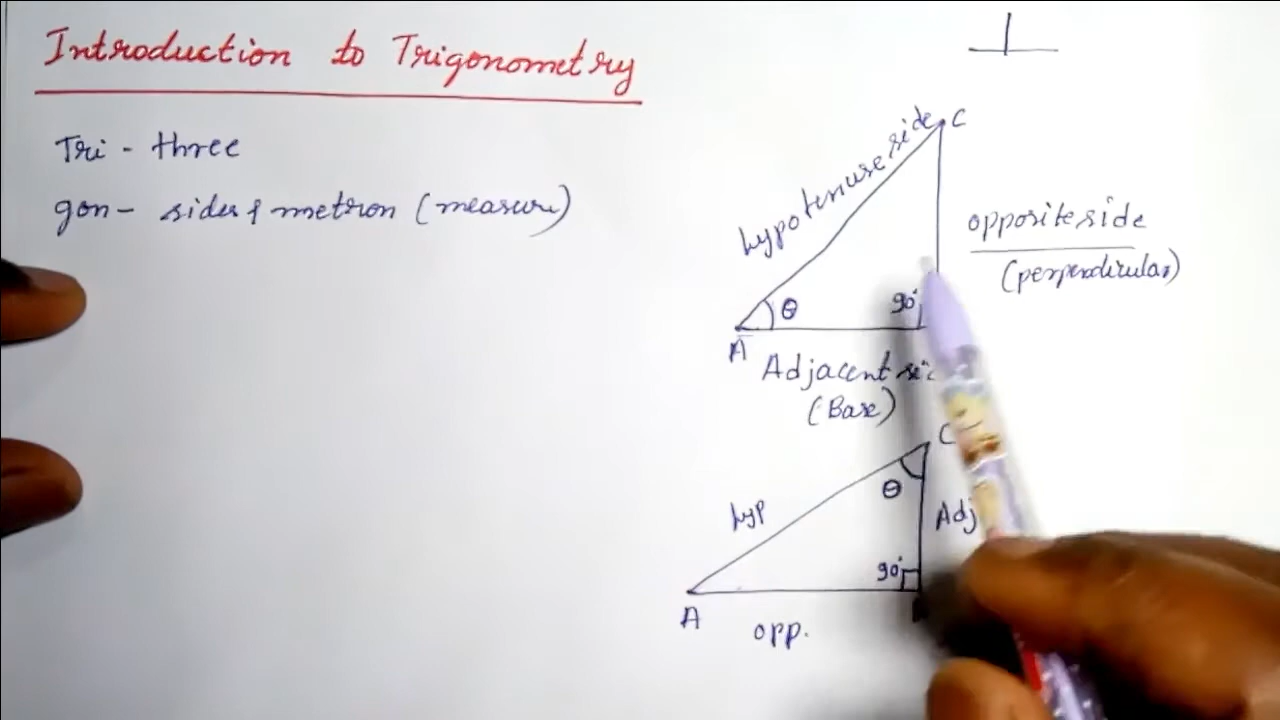 Introduction to Trigonometry
Tri - three
gon - sides & metron (measure)
C
hypotenuse side
opposite side
(perpendicular)
θ
90°
A
Adjacent
(Base)
C
θ
hyp
Adj
90°
A
opp.